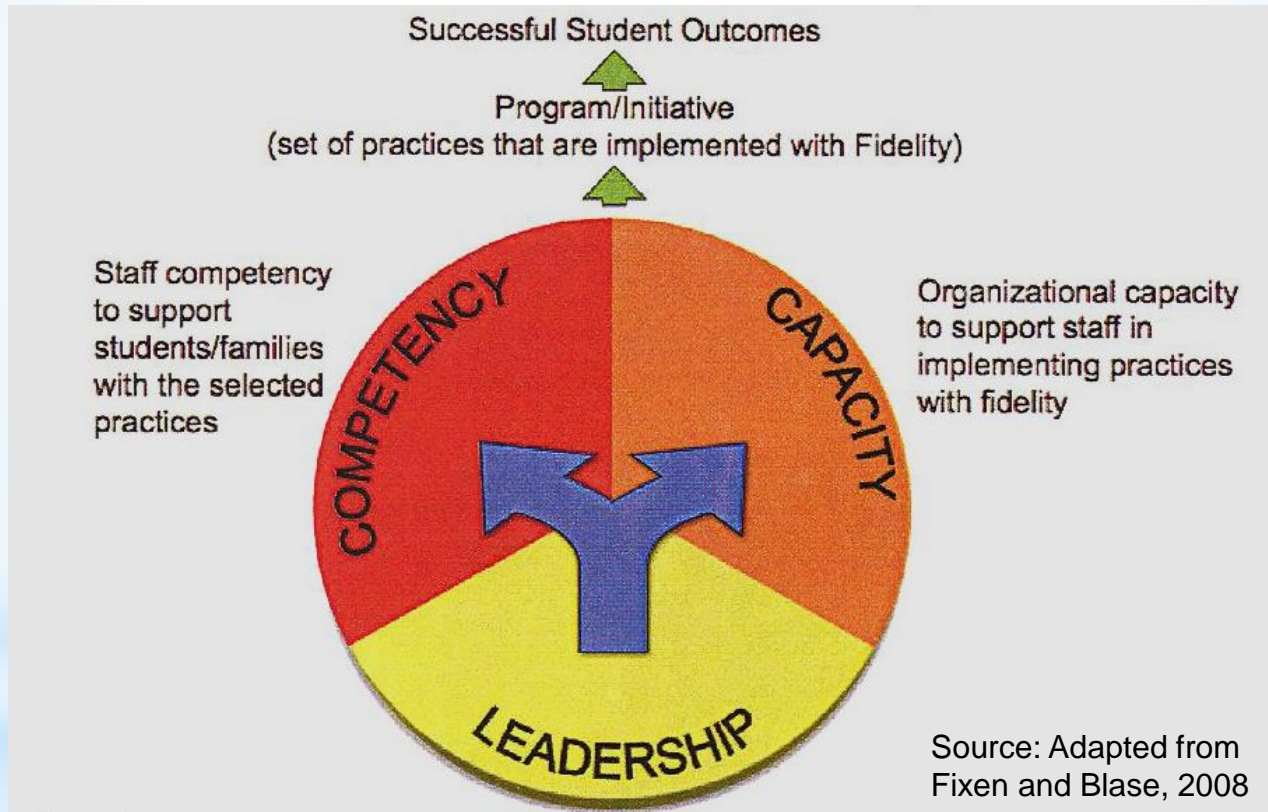 Successful Student Outcomes
Program/Initiative
(set of practices that are implemented with Fidelity)
Staff competency
to support
students/families
with the selected
practices
COMPETENCY
CAPACITY
Organizational capacity
to support staff in
implementing practices
with fidelity
LEADERSHIP
Source: Adapted from
Fixen and Blase, 2008